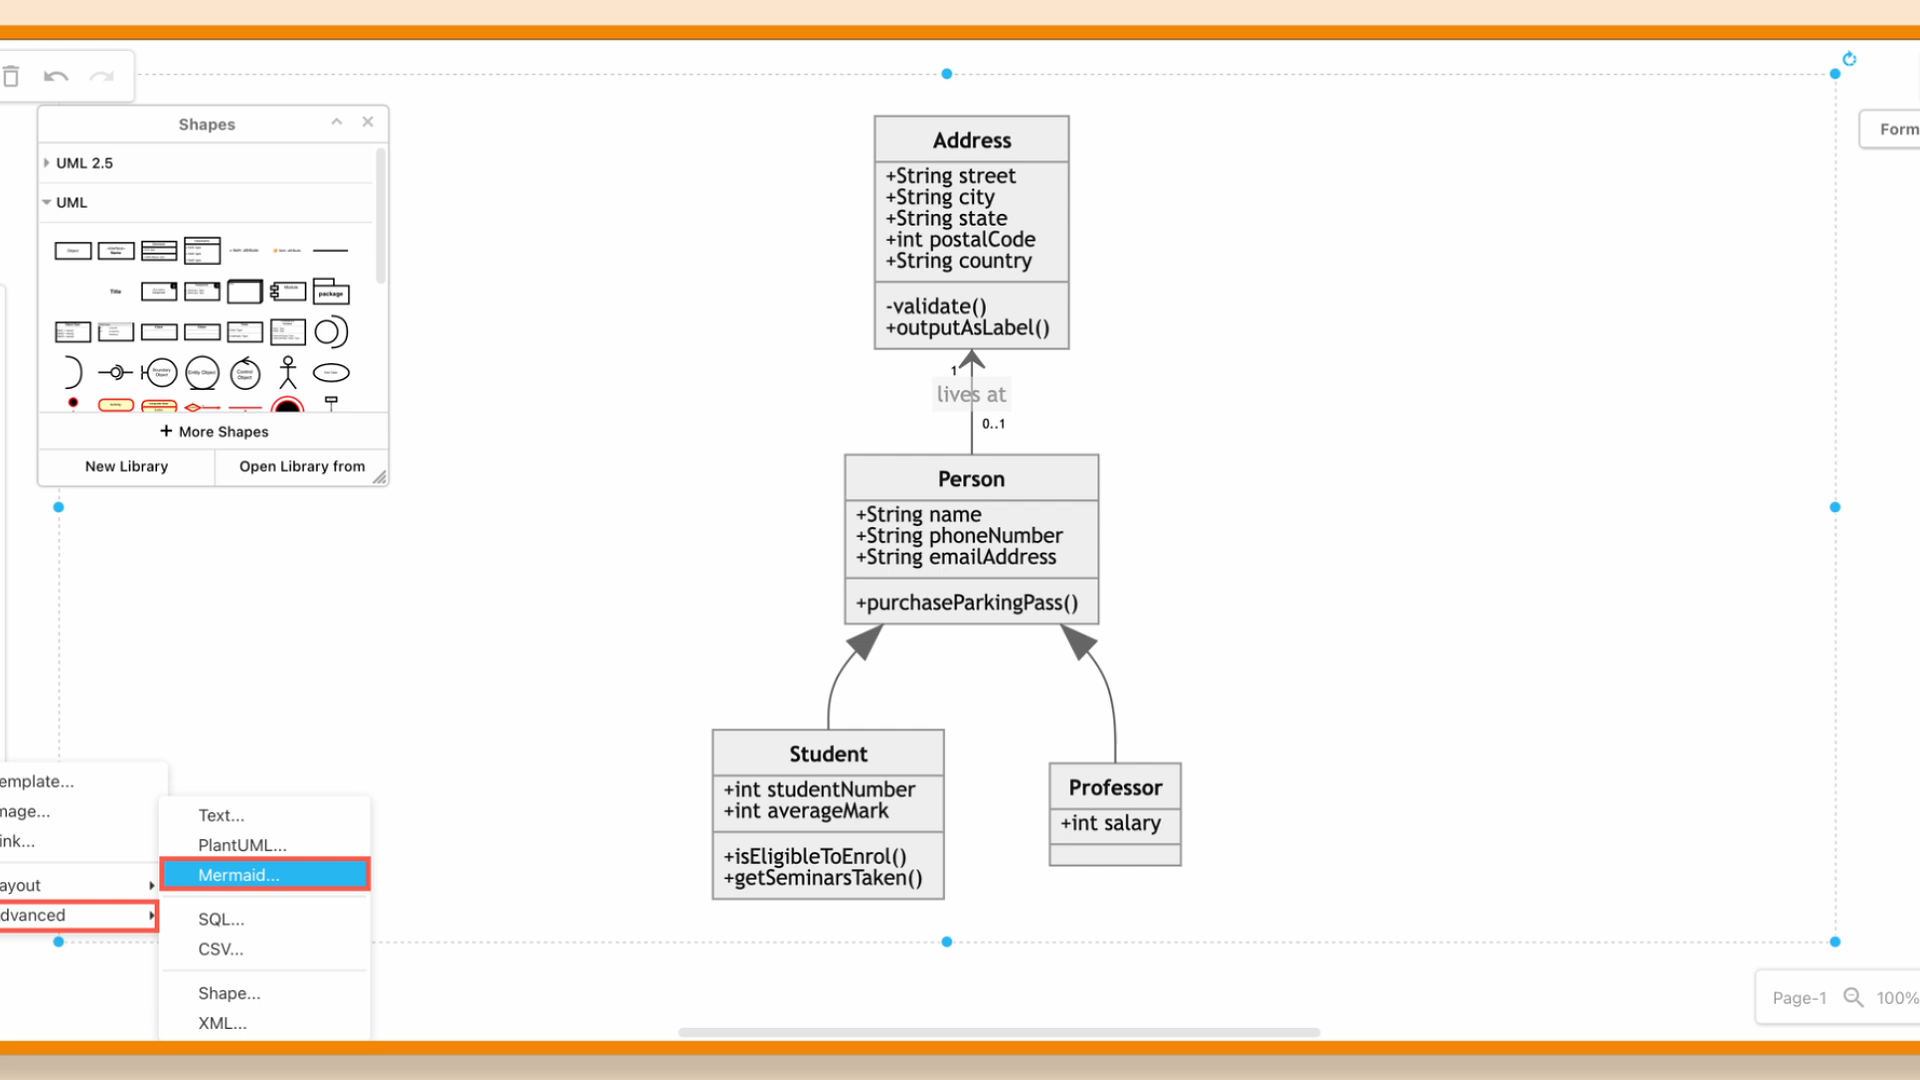 Shapes
UML 2.5
UML
Title
package
+ More Shapes
New Library
Open Library from
Form
Address
+String street
+String city
+String state
+int postalCode
+String country
-validate()
+outputAsLabel()
1
lives at
0..1
Person
+String name
+String phoneNumber
+String emailAddress
+purchaseParkingPass()
Student
+int studentNumber
+int averageMark
+isEligibleToEnrol()
+getSeminarsTaken()
Professor
+int salary
emplate...
mage...
ink...
ayout
dvanced
Text...
PlantUML...
Mermaid...
SQL...
CSV...
Shape...
XML...
Page-1
100%